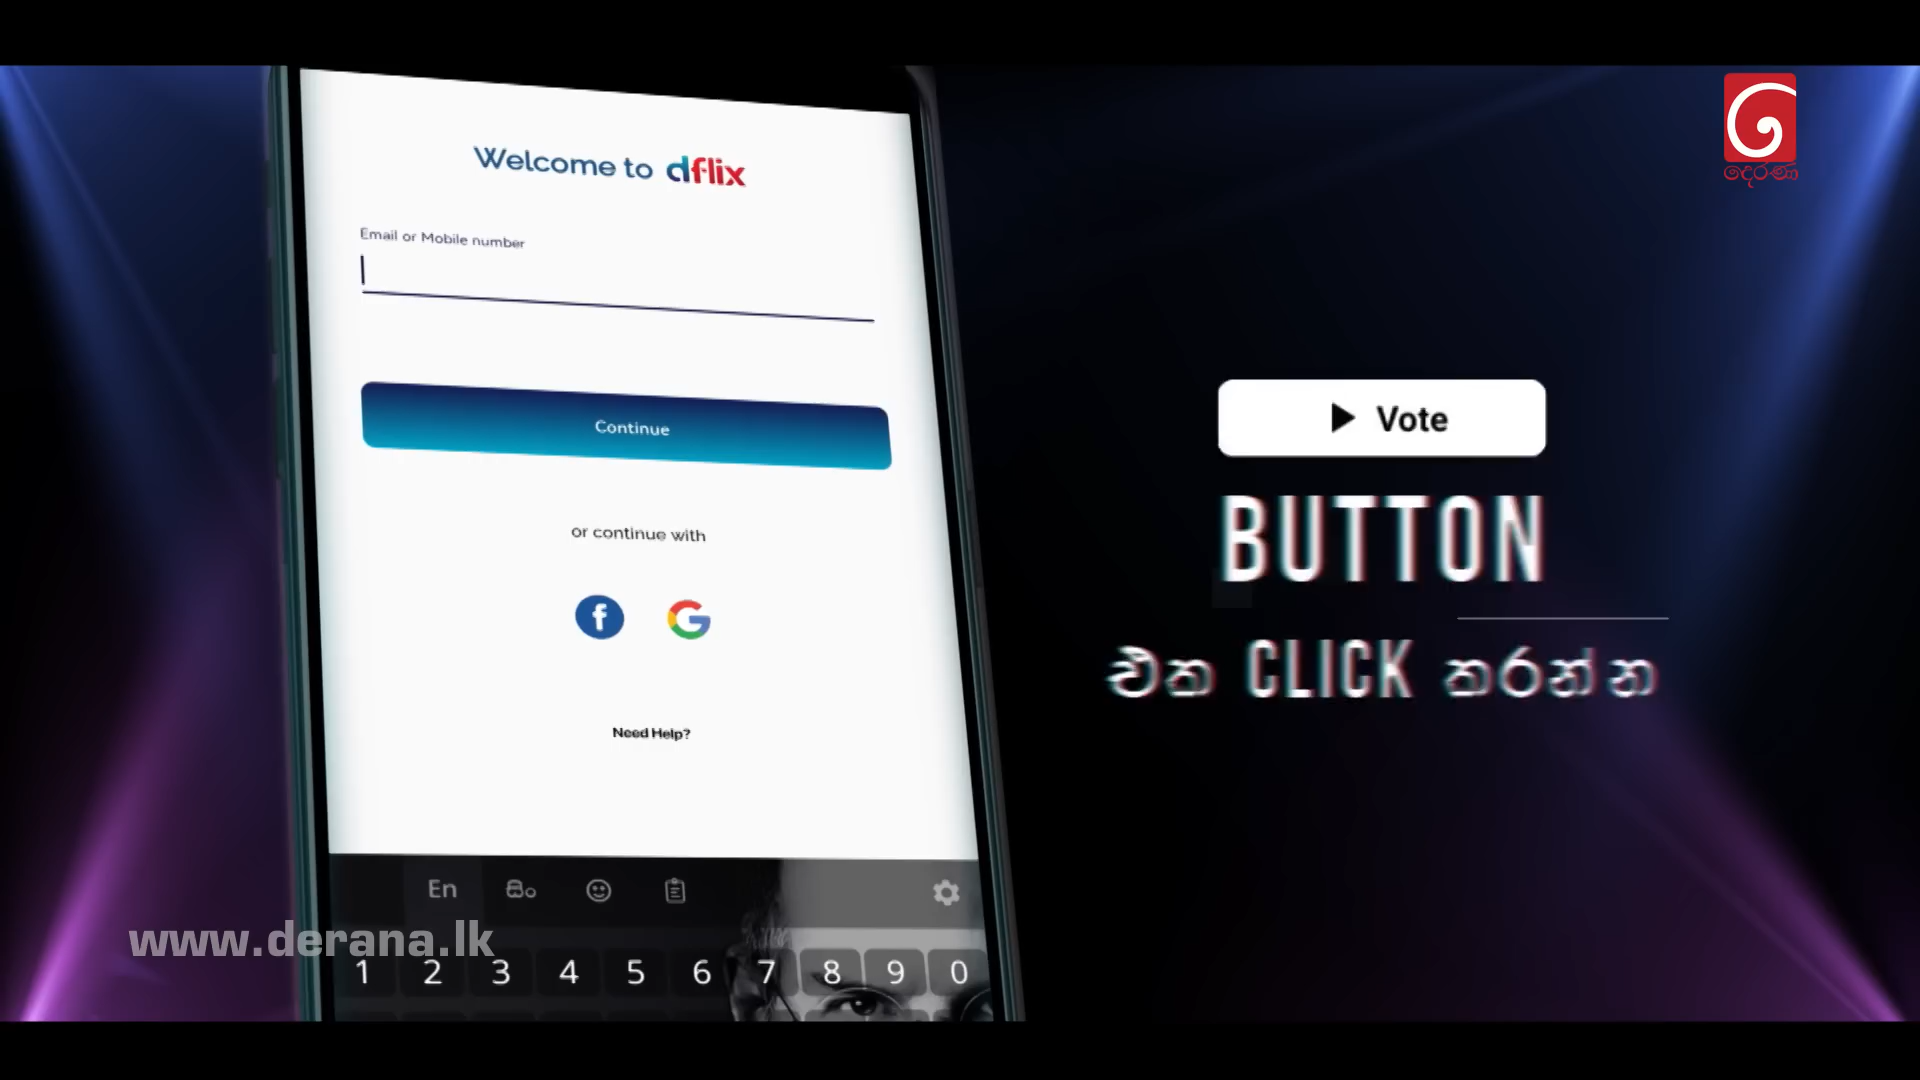 Welcome to dflix
Email or Mobile number
Continue
or continue with
Need Help?
En
1 2 3 4 5 6 7 8 9 0
www.derana.lk
දෙරණ
Vote
BUTTON
එක CLICK කරන්න